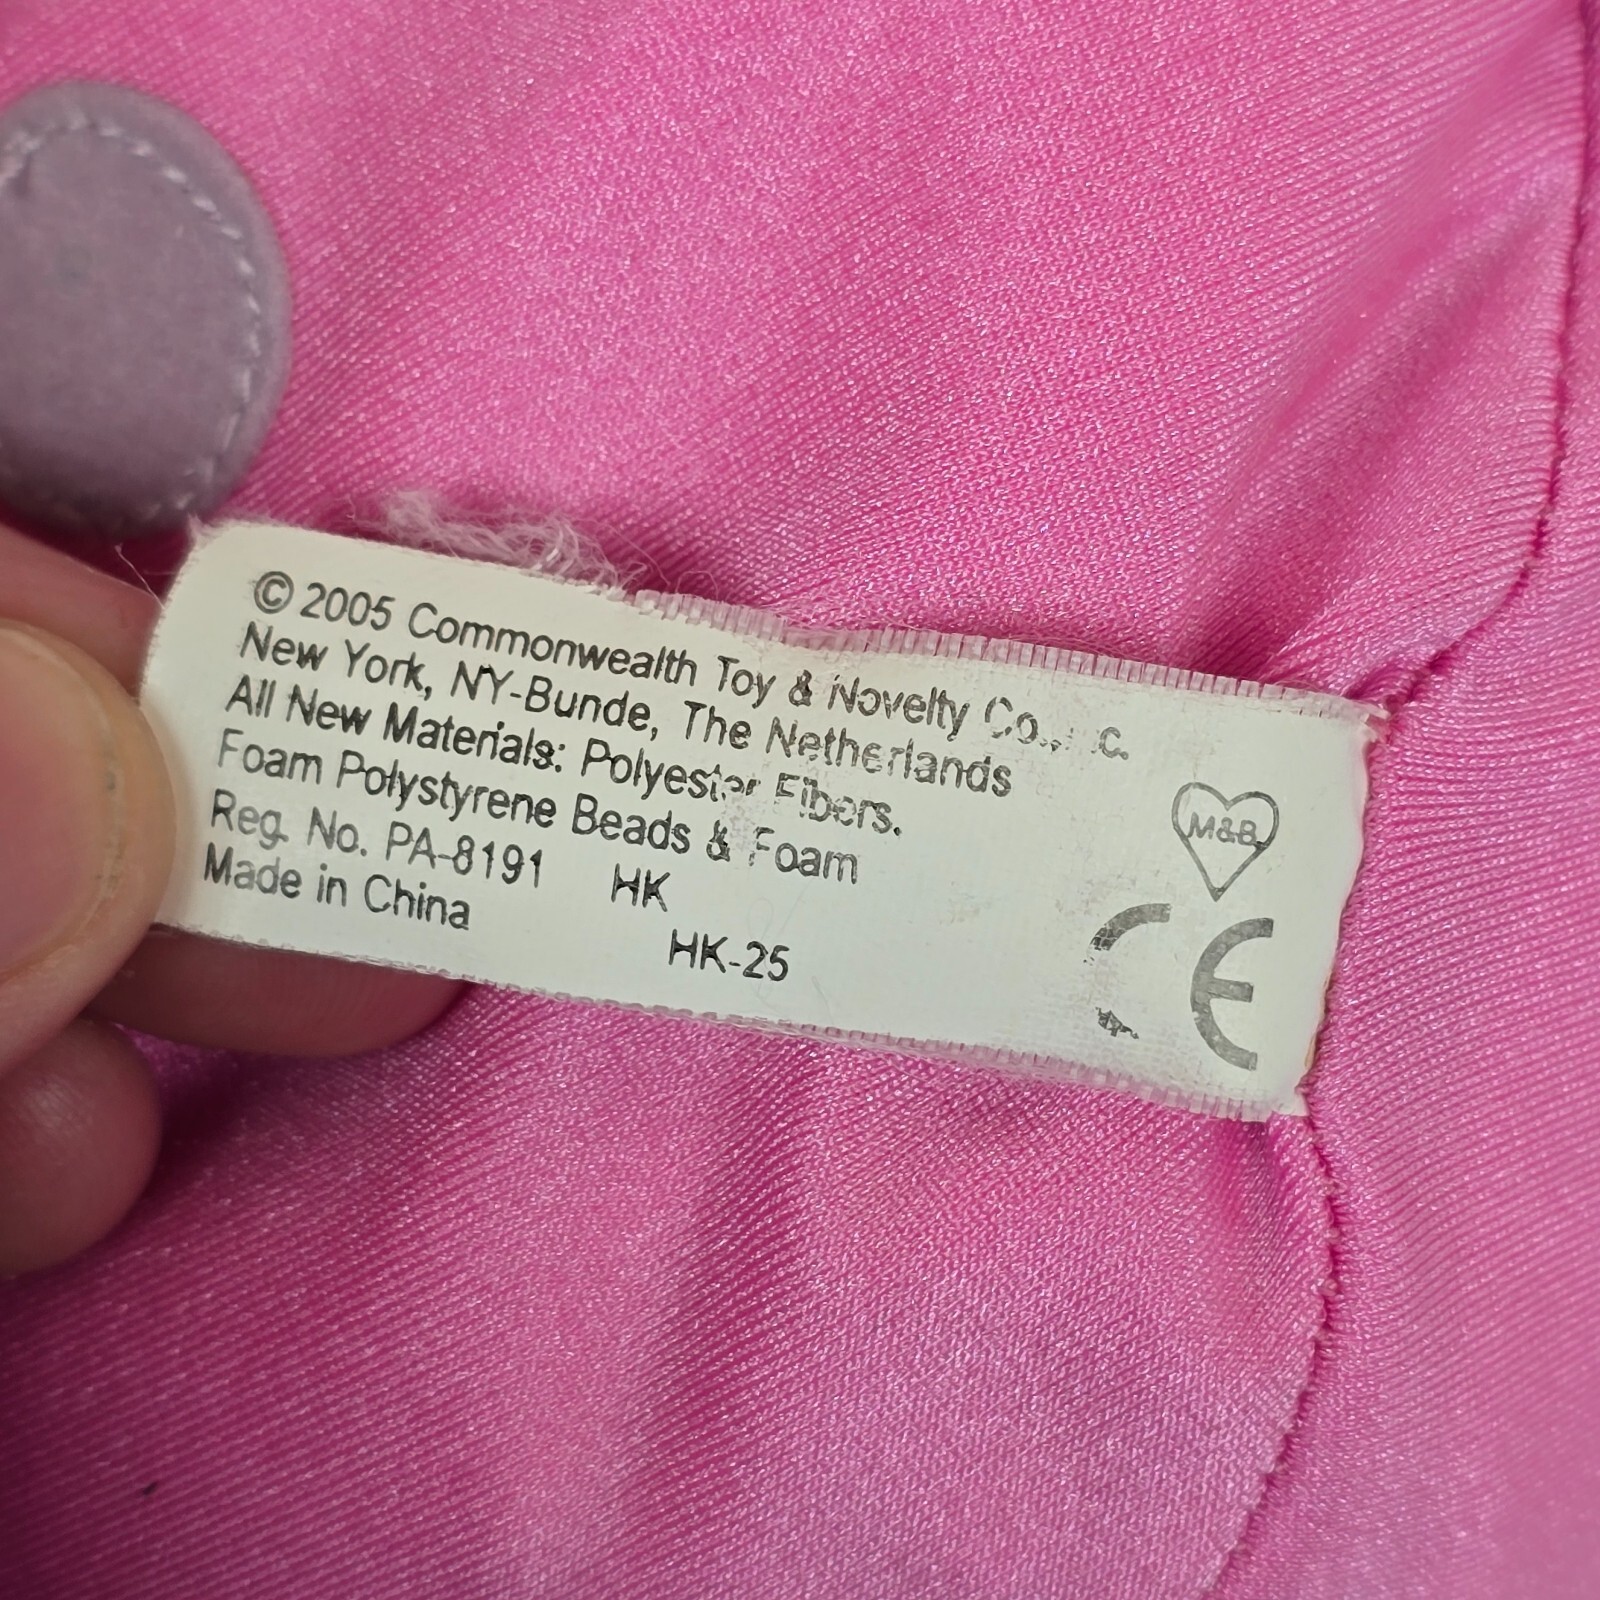 © 2005 Commonwealth Toy & Novelty Co.,
New York, NY-Bunde, The Netherlands
All New Materials: Polyester Fibers.
Foam Polystyrene Beads & Foam
Reg. No. PA-8191 HK
Made in China
HK-25
M&B
CE